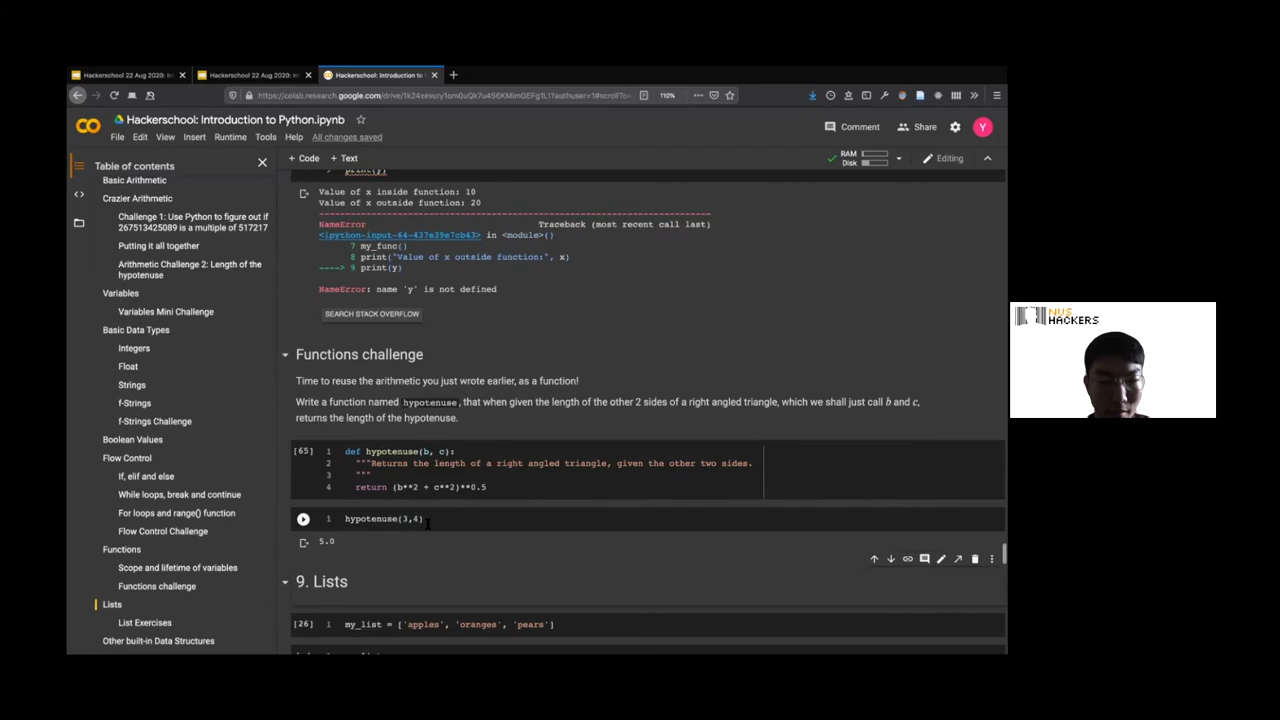 Hackerschool 22 Aug 2020: Int
Hackerschool 22 Aug 2020: Int
Hackerschool: Introduction to
110%
Hackerschool: Introduction to Python.ipynb
File Edit View Insert Runtime Tools Help All changes saved
Comment Share Y
Table of contents
+ Code + Text
RAM
Disk
Editing
Basic Arithmetic
Crazier Arithmetic
Challenge 1: Use Python to figure out if
267513425089 is a multiple of 517217
Putting it all together
Arithmetic Challenge 2: Length of the
hypotenuse
Variables
Variables Mini Challenge
Basic Data Types
Integers
Float
Strings
f-Strings
f-Strings Challenge
Boolean Values
Flow Control
If, elif and else
While loops, break and continue
For loops and range() function
Flow Control Challenge
Functions
Scope and lifetime of variables
Functions challenge
Lists
List Exercises
Other built-in Data Structures
9 print(y)
Value of x inside function: 10
Value of x outside function: 20
NameError Traceback (most recent call last)
<ipython-input-64-437e39e7cb43> in <module>()
7 my_func()
8 print("Value of x outside function:", x)
----> 9 print(y)
NameError: name 'y' is not defined
SEARCH STACK OVERFLOW
Functions challenge
Time to reuse the arithmetic you just wrote earlier, as a function!
Write a function named hypotenuse, that when given the length of the other 2 sides of a right angled triangle, which we shall just call b and c,
returns the length of the hypotenuse.
[65] 1 def hypotenuse(b, c):
2 """Returns the length of a right angled triangle, given the other two sides.
3 """
4 return (b**2 + c**2)**0.5
1 hypotenuse(3,4)
5.0
9. Lists
[26] 1 my_list = ['apples', 'oranges', 'pears']
NUS
HACKERS